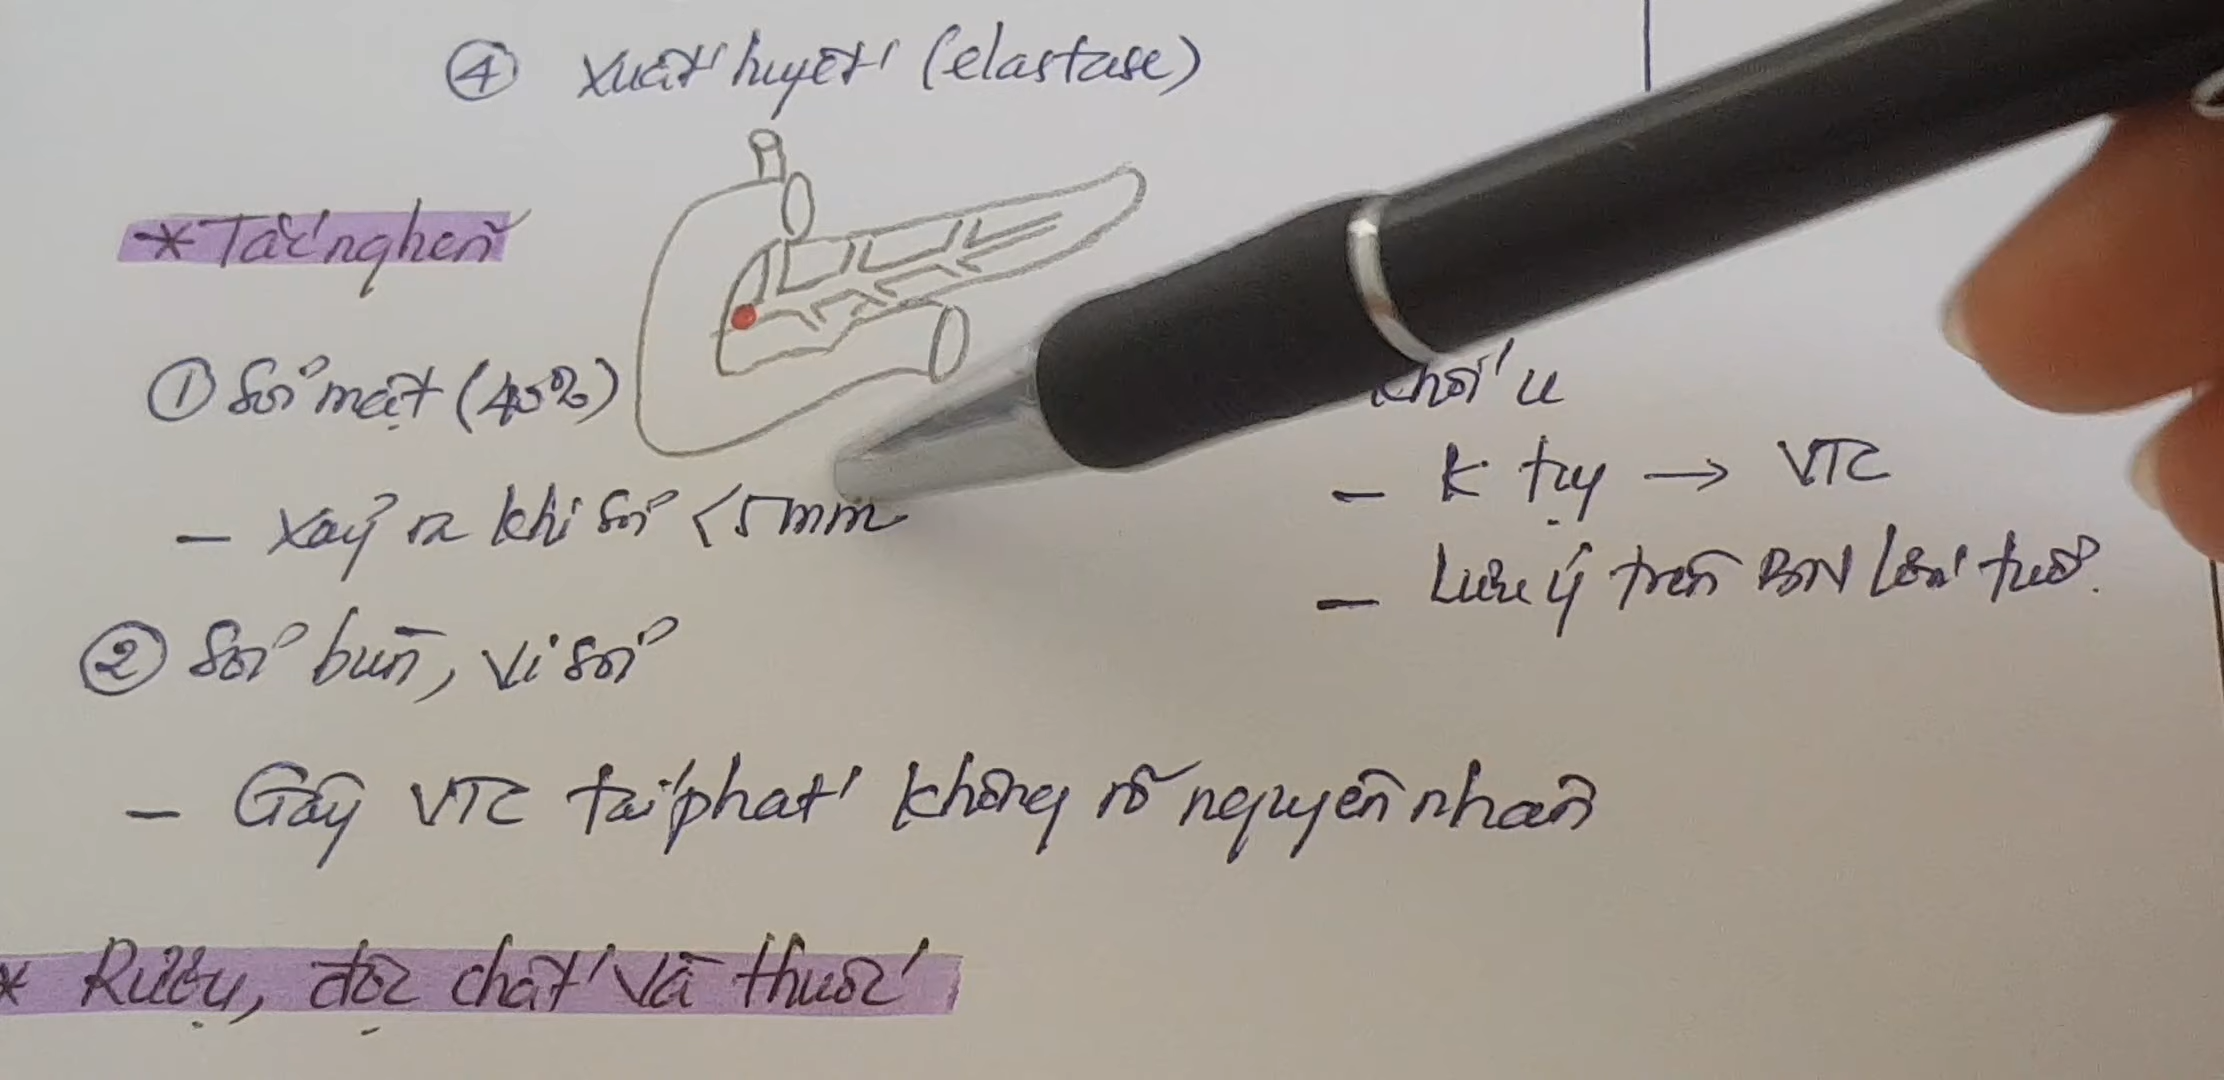 ④ Xuất huyết (elastase)
* Tắc nghẽn
① Sỏi mật (45%)
- Xảy ra khi sỏi <5mm
② Sỏi bùn, vi sỏi
- Gây VTC tái phát không rõ nguyên nhân
khối u
- K tụy → VTC
- Lưu ý trên BN lớn tuổi.
* Rượu, độc chất và thuốc